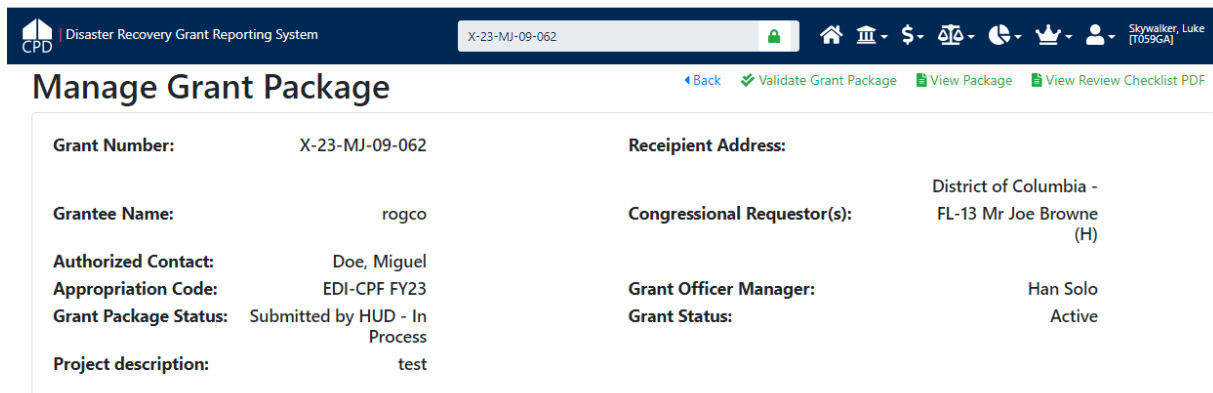 CPD | Disaster Recovery Grant Reporting System X-23-MJ-09-062 Skywalker, Luke
[T059GA]
Manage Grant Package Back Validate Grant Package View Package View Review Checklist PDF
Grant Number: X-23-MJ-09-062 Receipient Address:
District of Columbia -
Grantee Name: rogco Congressional Requestor(s): FL-13 Mr Joe Browne
(H)
Authorized Contact: Doe, Miguel
Appropriation Code: EDI-CPF FY23 Grant Officer Manager: Han Solo
Grant Package Status: Submitted by HUD - In Grant Status: Active
Process
Project description: test